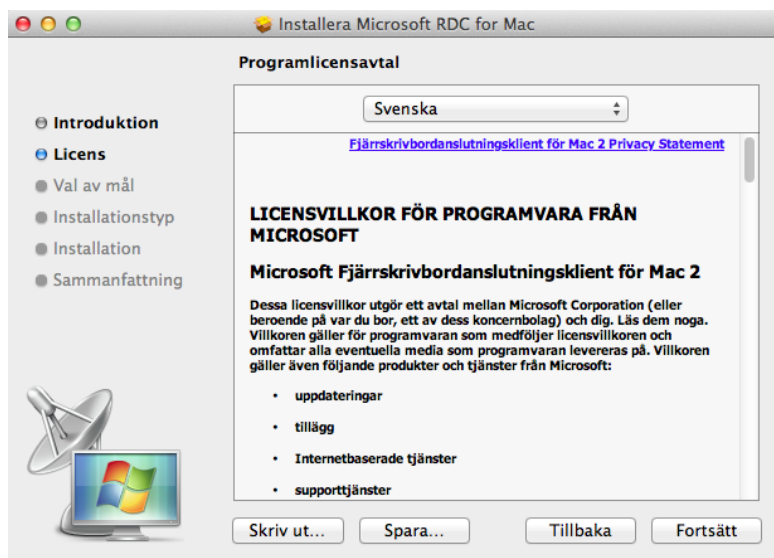 Installera Microsoft RDC for Mac
Programlicensavtal
Introduktion
Licens
Val av mål
Installationstyp
Installation
Sammanfattning
Svenska
Fjärrskrivbordanslutningsklient för Mac 2 Privacy Statement
LICENSVILLKOR FÖR PROGRAMVARA FRÅN
MICROSOFT
Microsoft Fjärrskrivbordanslutningsklient för Mac 2
Dessa licensvillkor utgör ett avtal mellan Microsoft Corporation (eller
beroende på var du bor, ett av dess koncernbolag) och dig. Läs dem noga.
Villkoren gäller för programvaran som medföljer licensvillkoren och
omfattar alla eventuella media som programvaran levereras på. Villkoren
gäller även följande produkter och tjänster från Microsoft:
• uppdateringar
• tillägg
• Internetbaserade tjänster
• supporttjänster
Skriv ut... Spara... Tillbaka Fortsätt